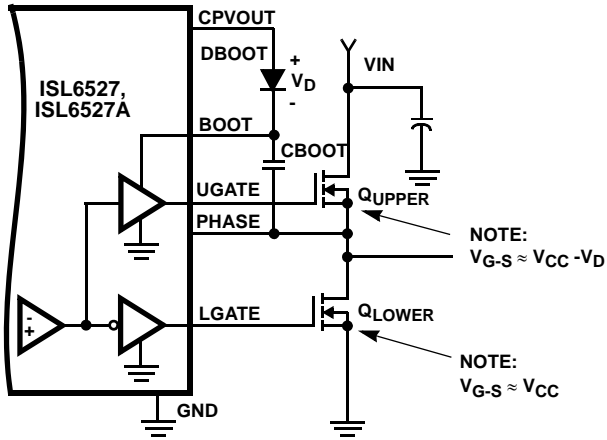 CPVOUT
DBOOT
+
VD
-
VIN
ISL6527,
ISL6527A
BOOT
CBOOT
UGATE
QUPPER
PHASE
NOTE:
VG-S ≈ VCC -VD
-
+
LGATE
QLOWER
NOTE:
VG-S ≈ VCC
GND